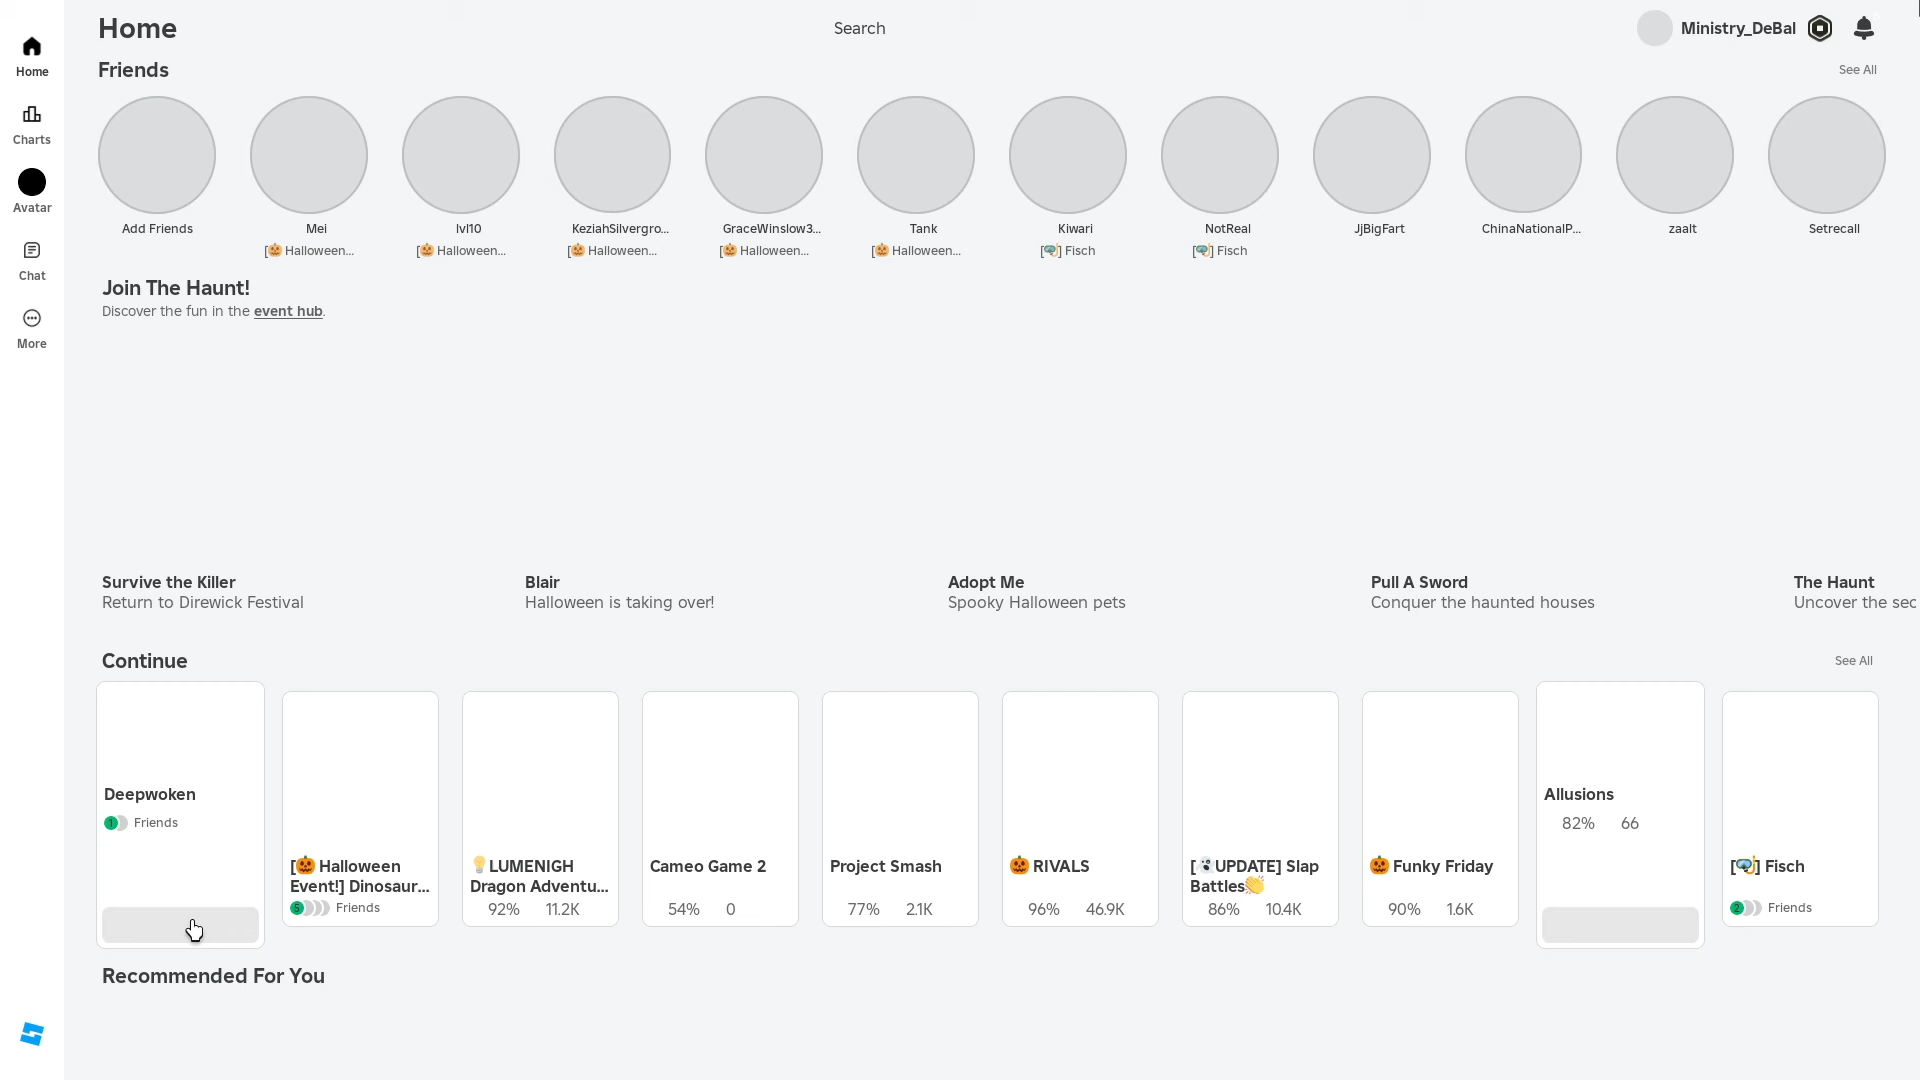 Home
Search
Ministry_DeBal
Home
Charts
Avatar
Chat
More
Friends
See All
Add Friends
Mei
[🎃 Halloween...
lvl10
[🎃 Halloween...
KeziahSilvergro...
[🎃 Halloween...
GraceWinslow3...
[🎃 Halloween...
Tank
[🎃 Halloween...
Kiwari
[🤿] Fisch
NotReal
[🤿] Fisch
JjBigFart
ChinaNationalP...
zaalt
Setrecall
Join The Haunt!
Discover the fun in the event hub.
Survive the Killer
Return to Direwick Festival
Blair
Halloween is taking over!
Adopt Me
Spooky Halloween pets
Pull A Sword
Conquer the haunted houses
The Haunt
Uncover the sec
Continue
See All
Deepwoken
1 Friends
[🎃 Halloween
Event!] Dinosaur...
5 Friends
💡LUMENIGH
Dragon Adventu...
92% 11.2K
Cameo Game 2
54% 0
Project Smash
77% 2.1K
🎃 RIVALS
96% 46.9K
[👻UPDATE] Slap
Battles👏
86% 10.4K
🎃 Funky Friday
90% 1.6K
Allusions
82% 66
[🤿] Fisch
2 Friends
Recommended For You